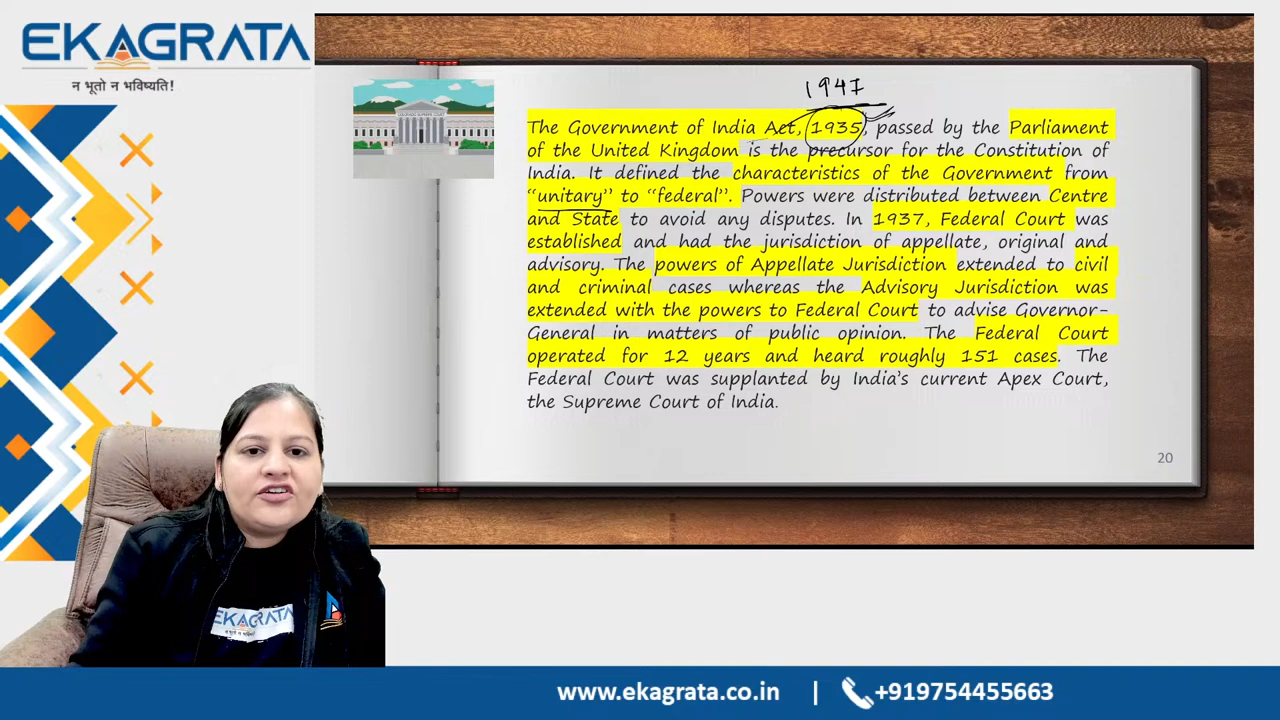 EKAGRATA
न भूतो न भविष्यति!
1947
The Government of India Act, 1935, passed by the Parliament
of the United Kingdom is the precursor for the Constitution of
India. It defined the characteristics of the Government from
“unitary” to “federal”. Powers were distributed between Centre
and State to avoid any disputes. In 1937, Federal Court was
established and had the jurisdiction of appellate, original and
advisory. The powers of Appellate Jurisdiction extended to civil
and criminal cases whereas the Advisory Jurisdiction was
extended with the powers to Federal Court to advise Governor-
General in matters of public opinion. The Federal Court
operated for 12 years and heard roughly 151 cases. The
Federal Court was supplanted by India’s current Apex Court,
the Supreme Court of India.
20
EKAGRATA
न भूतो न भविष्यति!
www.ekagrata.co.in | +919754455663